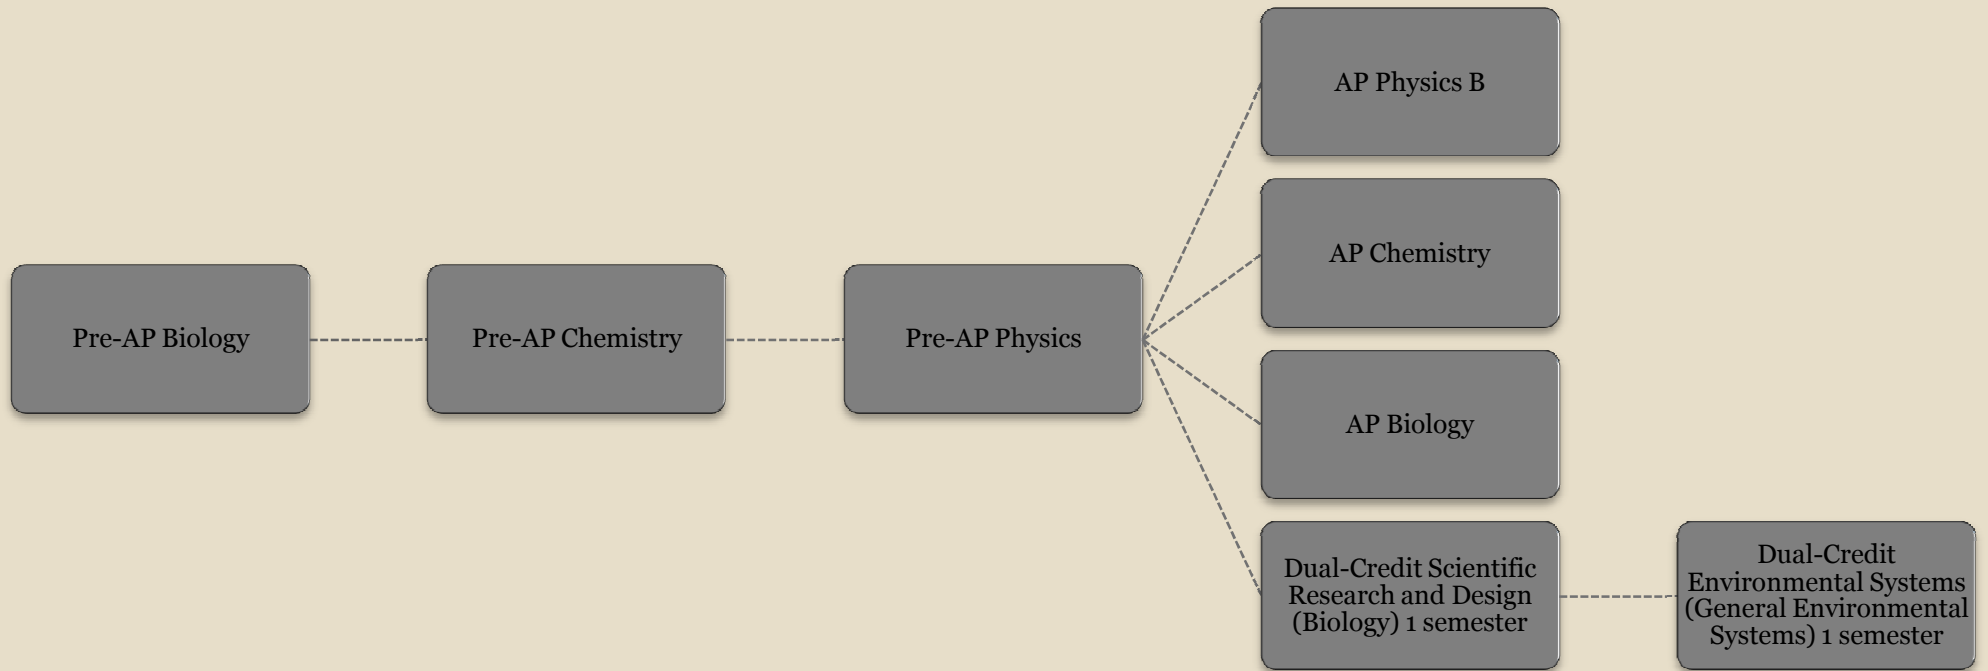 Pre-AP Biology
Pre-AP Chemistry
Pre-AP Physics
AP Physics B
AP Chemistry
AP Biology
Dual-Credit Scientific
Research and Design
(Biology) 1 semester
Dual-Credit
Environmental Systems
(General Environmental
Systems) 1 semester